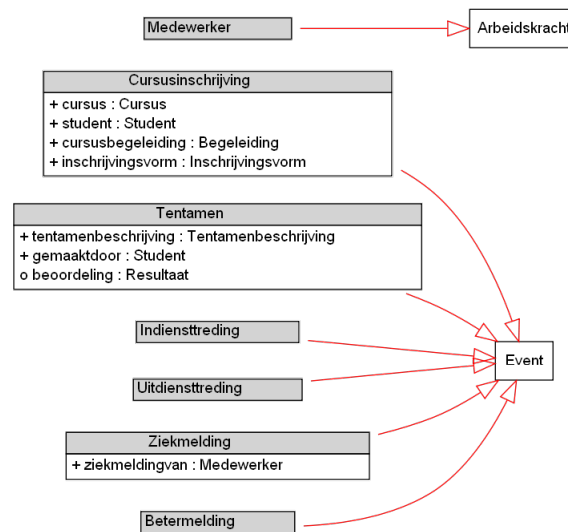 Medewerker
Arbeidskracht
Cursusinschrijving
+ cursus : Cursus
+ student : Student
+ cursusbegeleiding : Begeleiding
+ inschrijvingsvorm : Inschrijvingsvorm
Tentamen
+ tentamenbeschrijving : Tentamenbeschrijving
+ gemaaktdoor : Student
o beoordeling : Resultaat
Indiensttreding
Event
Uitdiensttreding
Ziekmelding
+ ziekmeldingvan : Medewerker
Betermelding